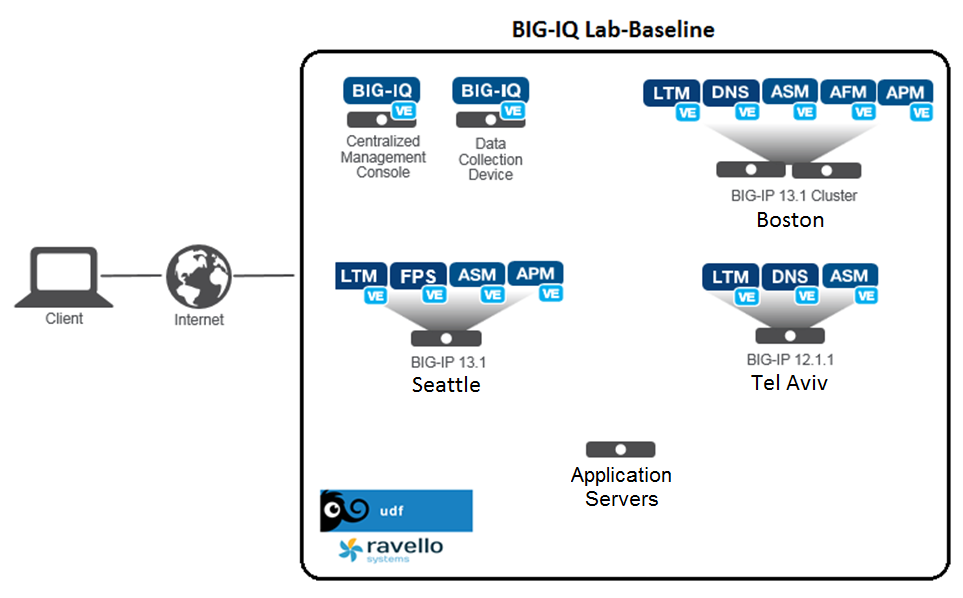 BIG-IQ Lab-Baseline
BIG-IQ
VE
Centralized
Management
Console
BIG-IQ
VE
Data
Collection
Device
LTM
VE
DNS
VE
ASM
VE
AFM
VE
APM
VE
BIG-IP 13.1 Cluster
Boston
Client
Internet
LTM
VE
FPS
VE
ASM
VE
APM
VE
BIG-IP 13.1
Seattle
LTM
VE
DNS
VE
ASM
VE
BIG-IP 12.1.1
Tel Aviv
Application
Servers
udf
ravello
systems